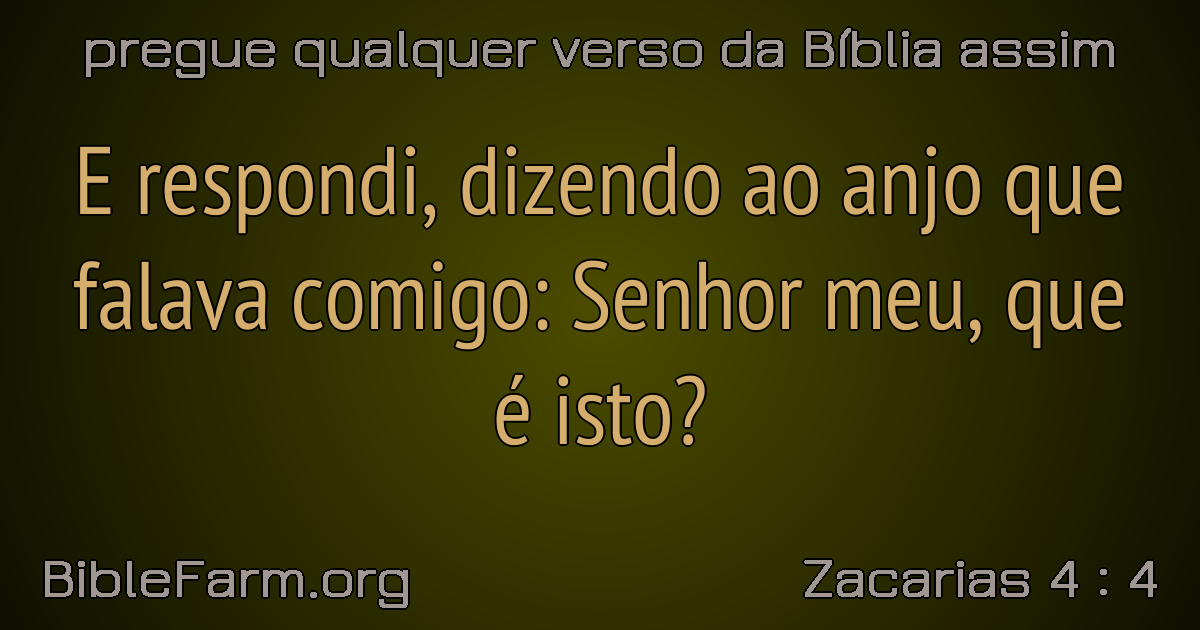 pregue qualquer verso da Bíblia assim
E respondi, dizendo ao anjo que
falava comigo: Senhor meu, que
é isto?
BibleFarm.org
Zacarias 4 : 4